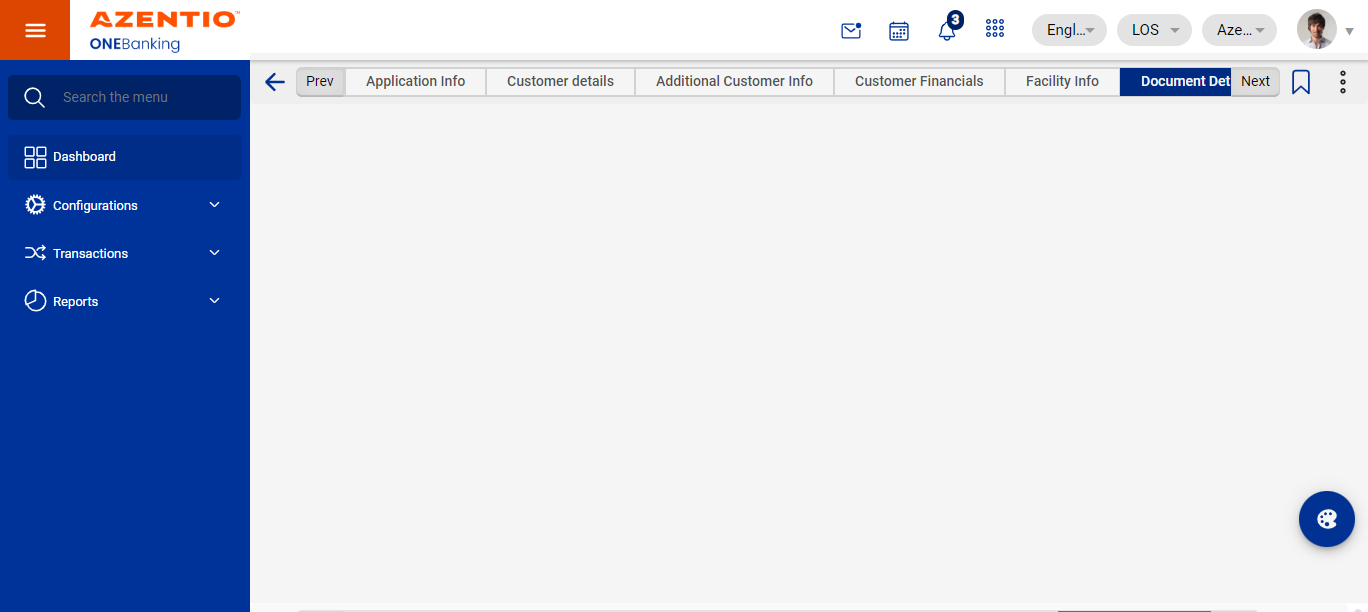 AZENTIO™
ONEBanking
3
Engl...
LOS
Aze...
Search the menu
Dashboard
Configurations
Transactions
Reports
Prev
Application Info
Customer details
Additional Customer Info
Customer Financials
Facility Info
Document Det
Next